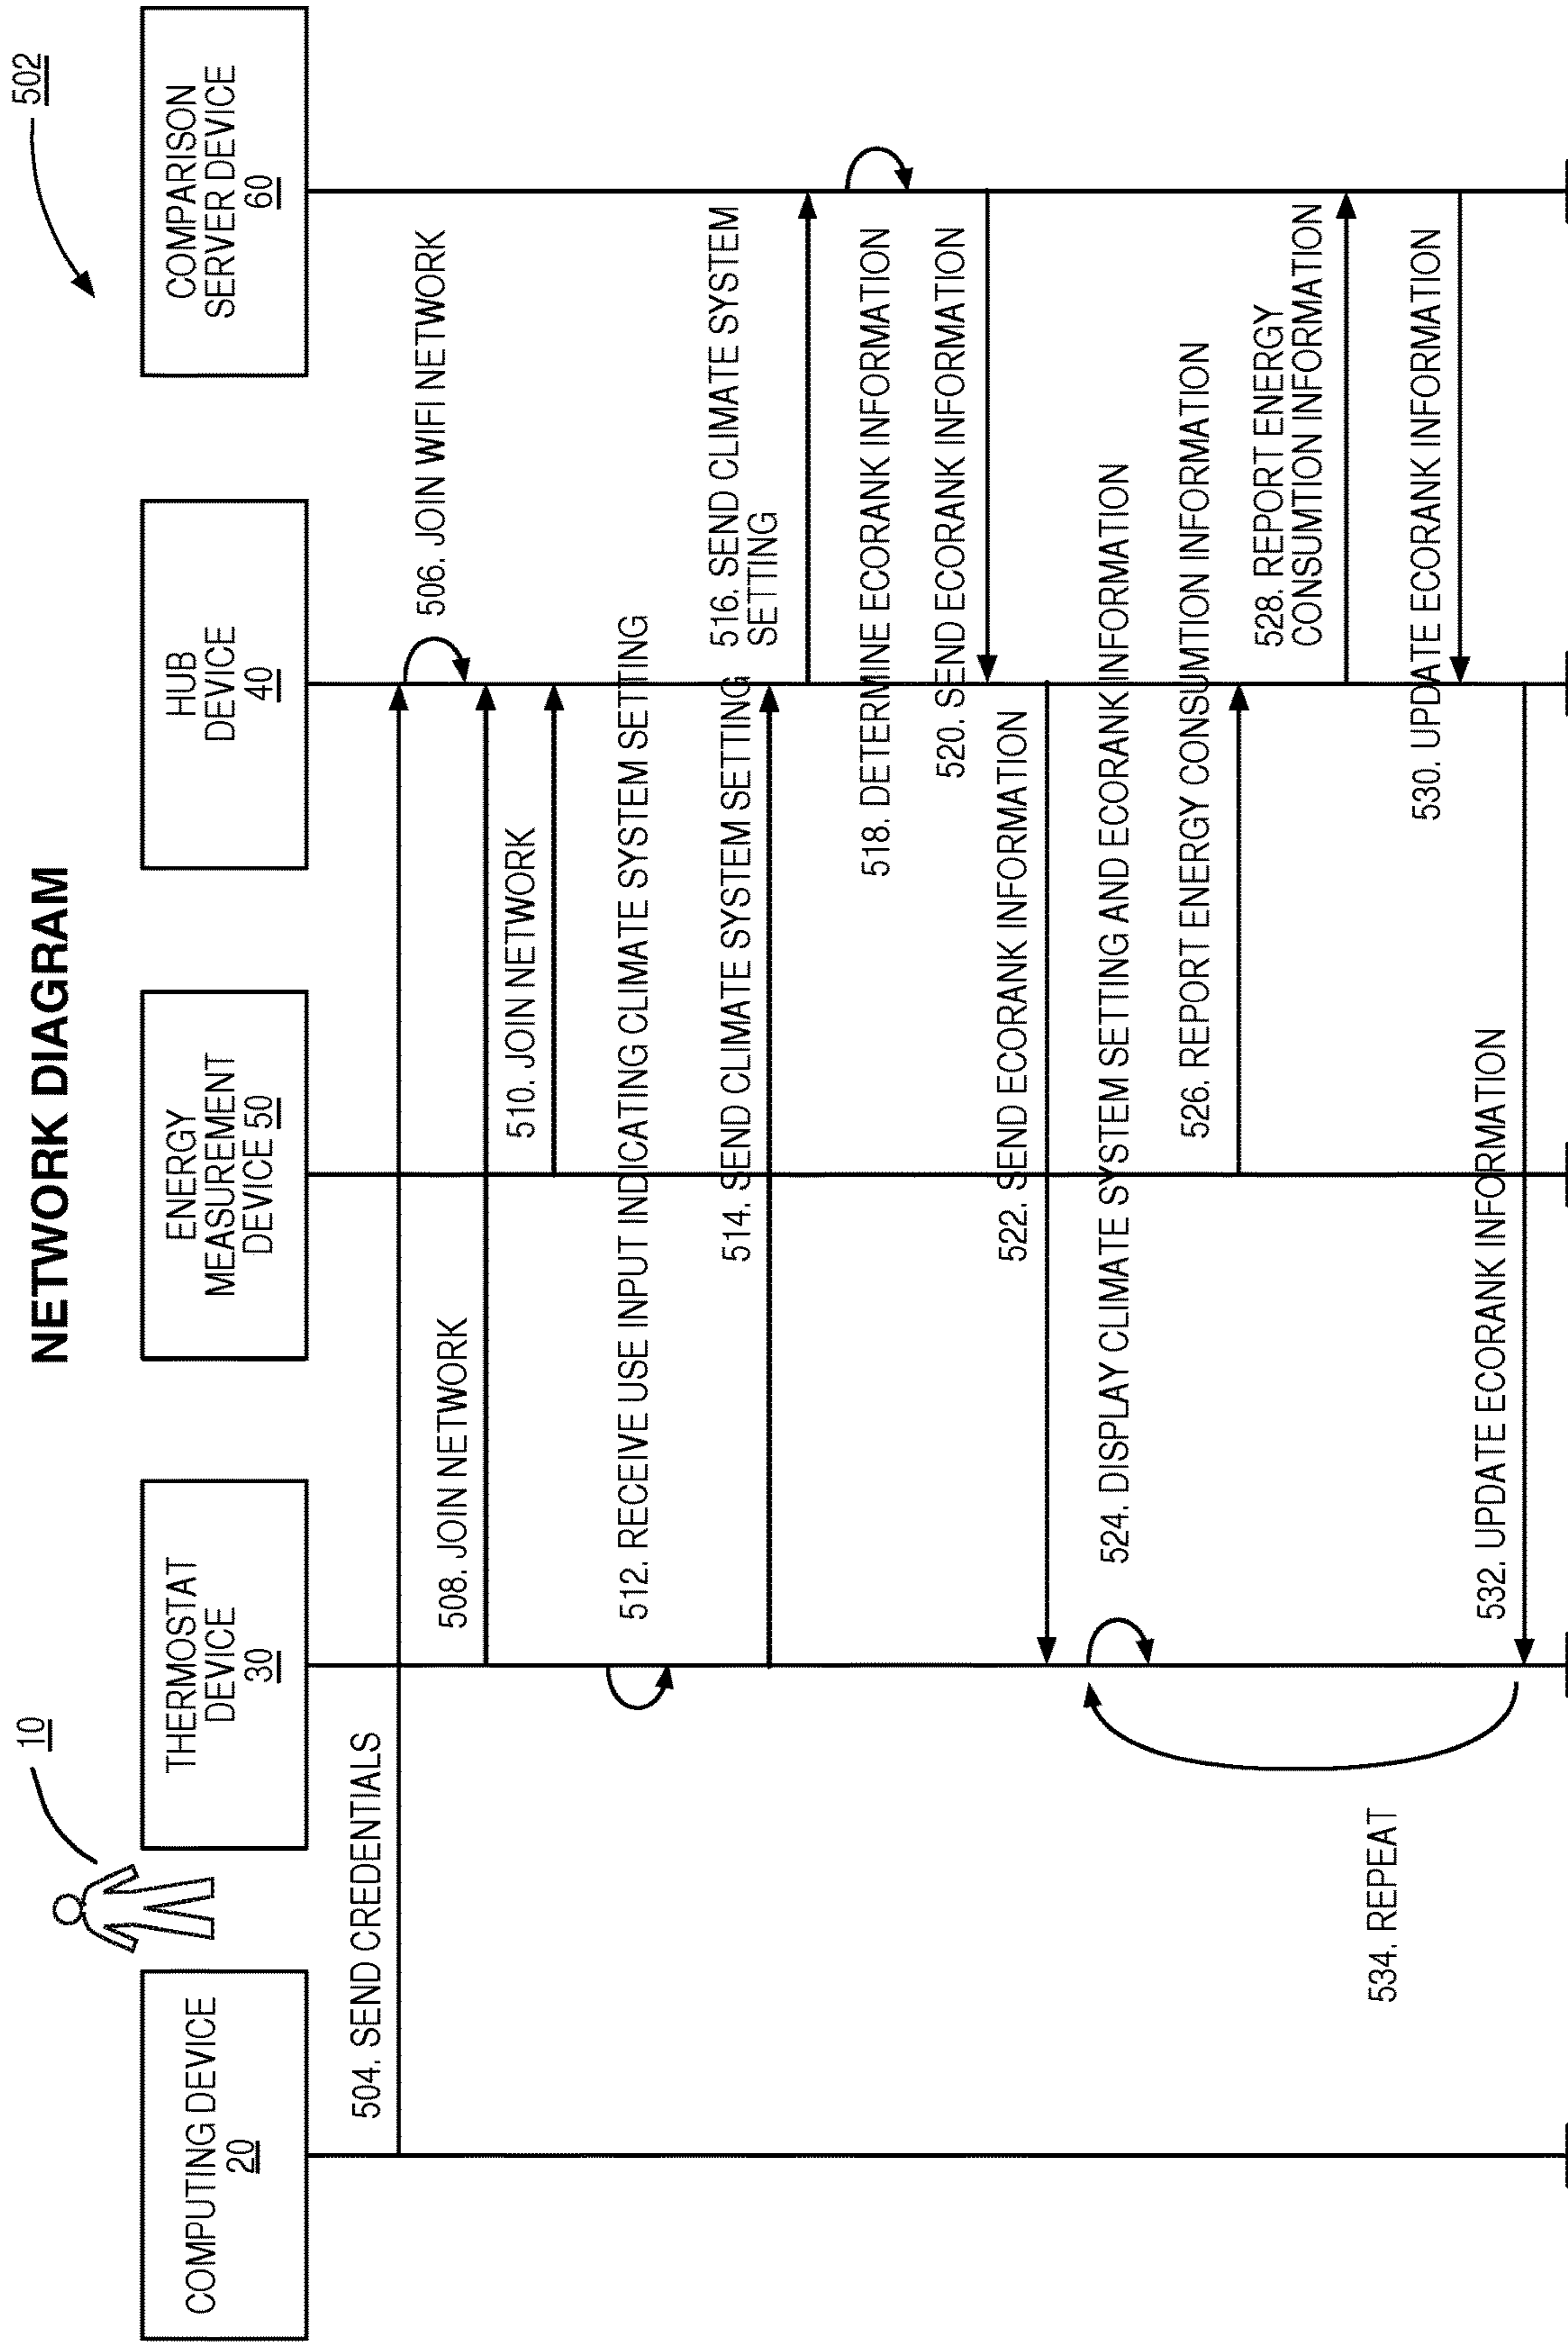 NETWORK DIAGRAM
502
10
COMPUTING DEVICE
20
THERMOSTAT
DEVICE
30
ENERGY
MEASUREMENT
DEVICE 50
HUB
DEVICE
40
COMPARISON
SERVER DEVICE
60
504. SEND CREDENTIALS
506. JOIN WIFI NETWORK
508. JOIN NETWORK
510. JOIN NETWORK
512. RECEIVE USE INPUT INDICATING CLIMATE SYSTEM SETTING
514. SEND CLIMATE SYSTEM SETTING
516. SEND CLIMATE SYSTEM
SETTING
518. DETERMINE ECORANK INFORMATION
520. SEND ECORANK INFORMATION
522. SEND ECORANK INFORMATION
524. DISPLAY CLIMATE SYSTEM SETTING AND ECORANK INFORMATION
526. REPORT ENERGY CONSUMTION INFORMATION
528. REPORT ENERGY
CONSUMTION INFORMATION
530. UPDATE ECORANK INFORMATION
532. UPDATE ECORANK INFORMATION
534. REPEAT